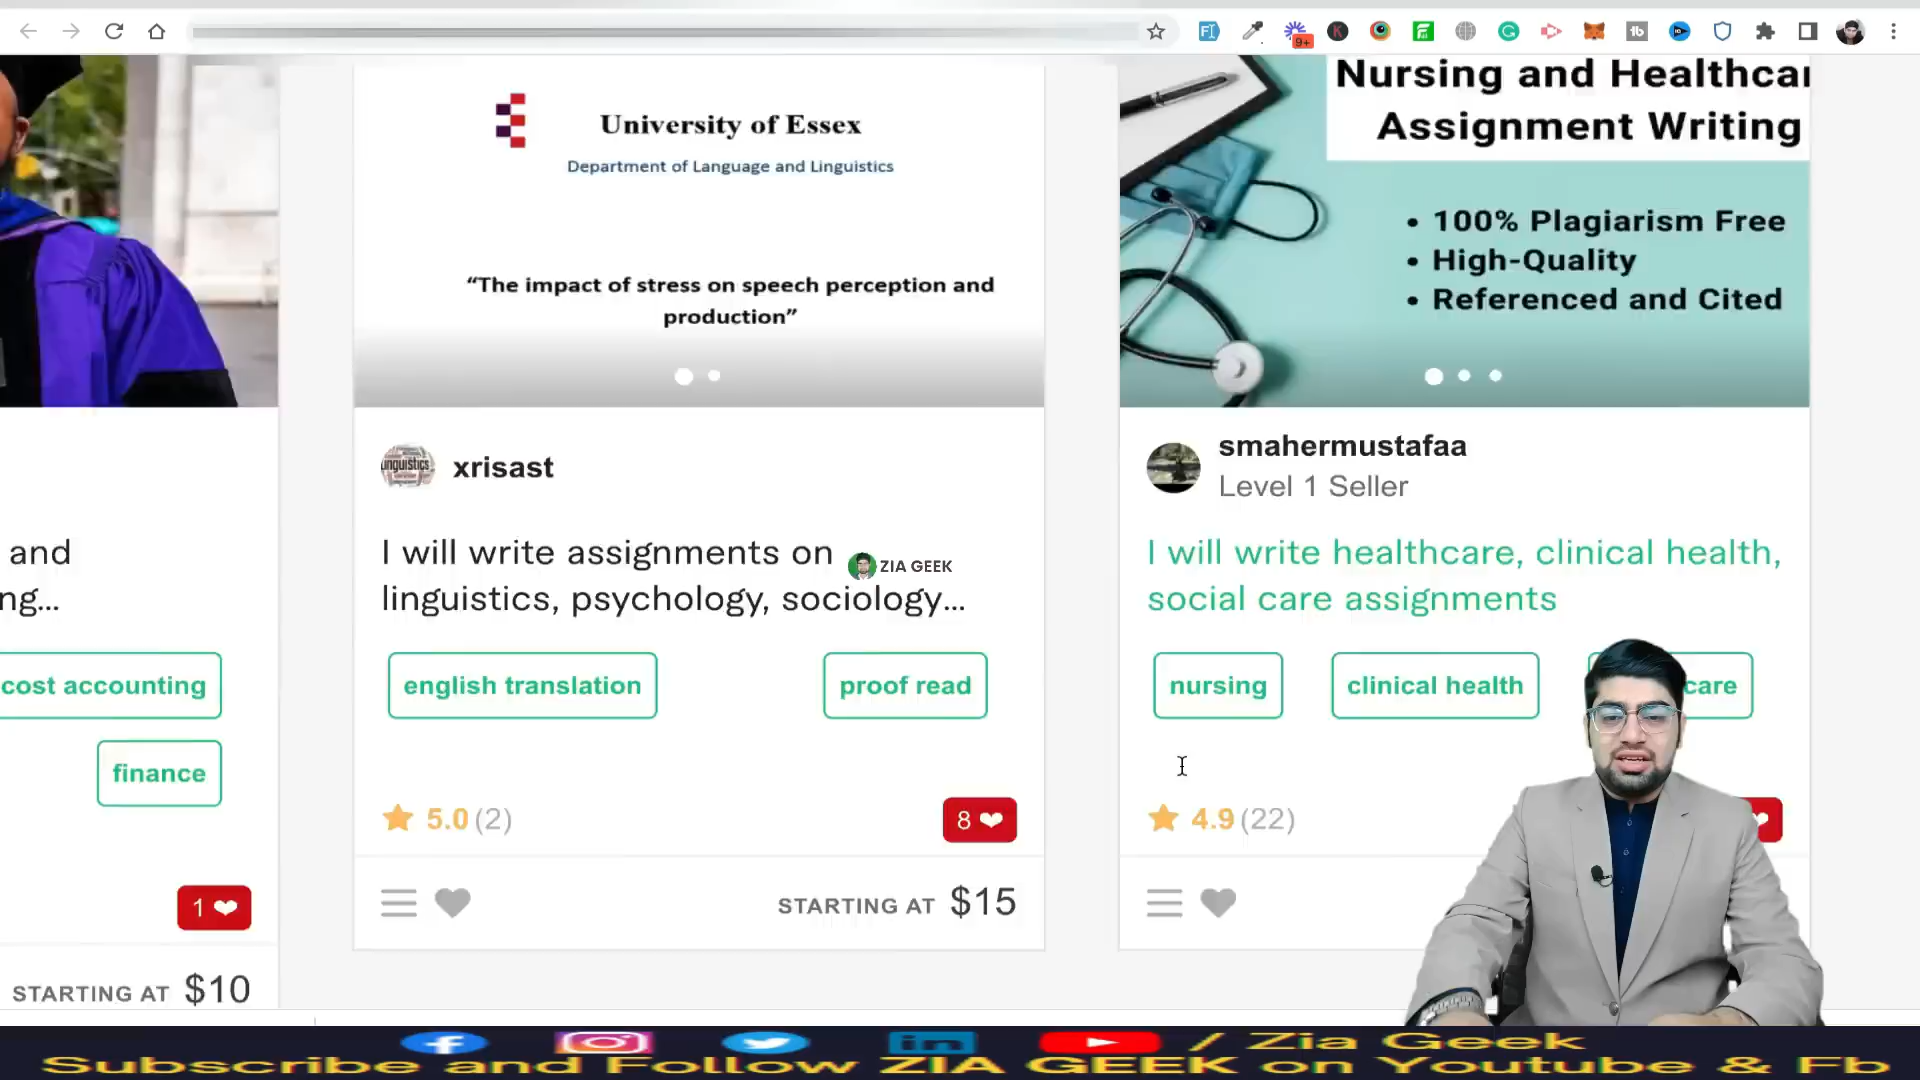 9+
University of Essex
Department of Language and Linguistics
“The impact of stress on speech perception and
production”
Nursing and Healthcar
Assignment Writing
• 100% Plagiarism Free
• High-Quality
• Referenced and Cited
and
ng...
cost accounting
finance
1
STARTING AT $10
xrisast
I will write assignments on
linguistics, psychology, sociology...
ZIA GEEK
english translation
proof read
5.0 (2)
8
STARTING AT $15
smahermustafaa
Level 1 Seller
I will write healthcare, clinical health,
social care assignments
nursing
clinical health
care
4.9 (22)
/ Zia Geek
Subscribe and Follow ZIA GEEK on Youtube & Fb